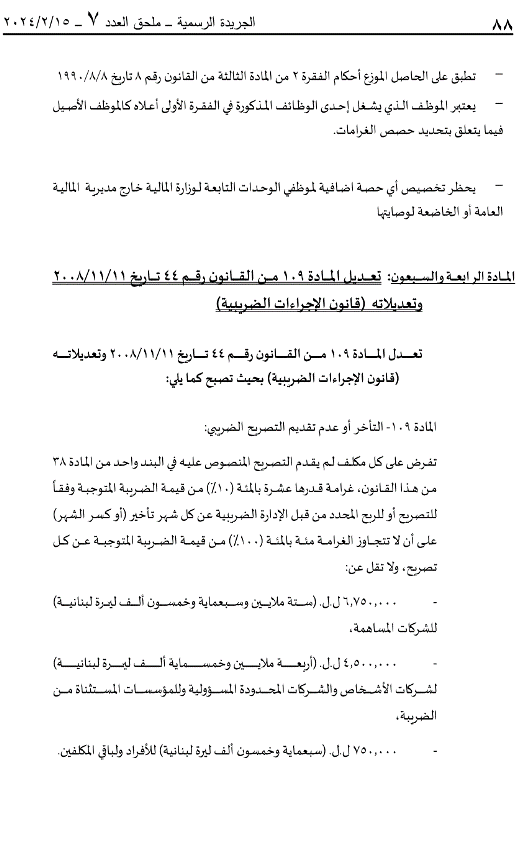 ٨٨ الجريدة الرسمية – ملحق العدد ٧ – ٢٠٢٤/٢/١٥
– تطبق على الحاصل الموزع أحكام الفقرة ٢ من المادة الثالثة من القانون رقم ٨ تاريخ ١٩٩٠/٨/٨
– يعتبر الموظف الذي يشغل إحدى الوظائف المذكورة في الفقرة الأولى أعلاه كالموظف الأصيل
فيما يتعلق بتحديد حصص الغرامات.
– يحظر تخصيص أي حصة اضافية لموظفي الوحدات التابعة لوزارة المالية خارج مديرية المالية
العامة أو الخاضعة لوصايتها
المادة الرابعة والسبعون: تعديل المادة ١٠٩ من القانون رقم ٤٤ تاريخ ٢٠٠٨/١١/١١
وتعديلاته (قانون الإجراءات الضريبية)
تعدل المادة ١٠٩ من القانون رقم ٤٤ تاريخ ٢٠٠٨/١١/١١ وتعديلاته
(قانون الإجراءات الضريبية) بحيث تصبح كما يلي:
المادة ١٠٩- التأخر أو عدم تقديم التصريح الضريبي:
تفرض على كل مكلف لم يقدم التصريح المنصوص عليه في البند واحد من المادة ٣٨
من هذا القانون، غرامة قدرها عشرة بالمئة (١٠٪) من قيمة الضريبة المتوجبة وفقاً
للتصريح أو للربح المحدد من قبل الإدارة الضريبية عن كل شهر تأخير (أو كسر الشهر)
على أن لا تتجاوز الغرامة مئة بالمئة (١٠٠٪) من قيمة الضريبة المتوجبة عن كل
تصريح، ولا تقل عن:
- ٦,٧٥٠,٠٠٠ ل.ل. (ستة ملايين وسبعماية وخمسون ألف ليرة لبنانية)
للشركات المساهمة،
- ٤,٥٠٠,٠٠٠ ل.ل. (أربعة ملايين وخمسماية ألف ليرة لبنانية)
لشركات الأشخاص والشركات المحدودة المسؤولية وللمؤسسات المستثناة من
الضريبة،
- ٧٥٠,٠٠٠ ل.ل. (سبعماية وخمسون ألف ليرة لبنانية) للأفراد ولباقي المكلفين.